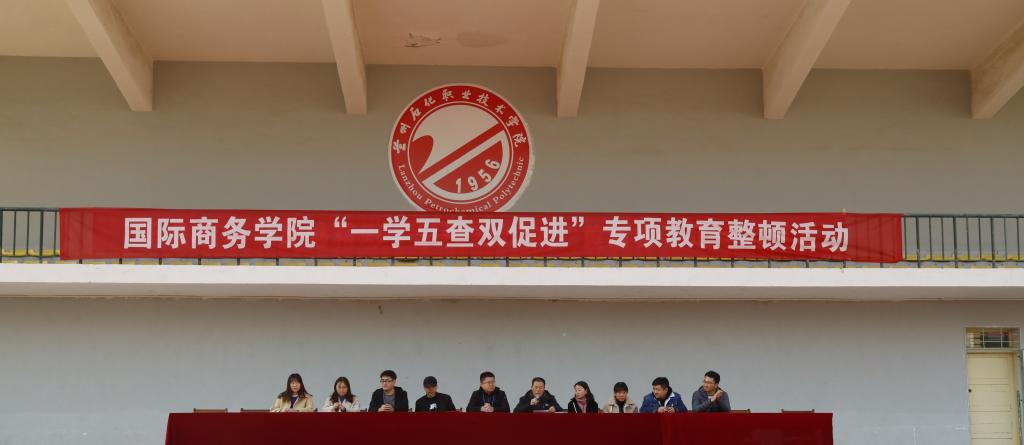 兰州石化职业技术学院
1956
Lanzhou Petrochemical Polytechnic
国际商务学院“一学五查双促进”专项教育整顿活动